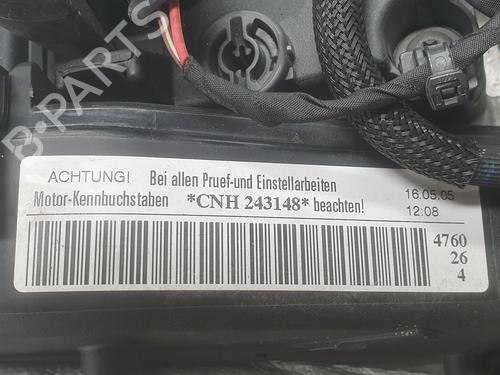 B-PARTS
ACHTUNG! Bei allen Pruef-und Einstellarbeiten
Motor-Kennbuchstaben *CNH 243148* beachten!
16.05.05
12:08
4760
26
4